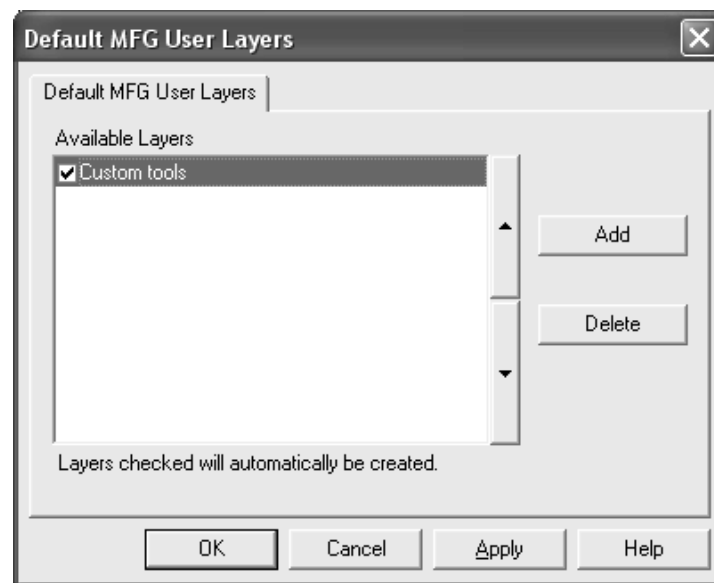 Default MFG User Layers
Default MFG User Layers
Available Layers
Custom tools
Add
Delete
Layers checked will automatically be created.
OK Cancel Apply Help